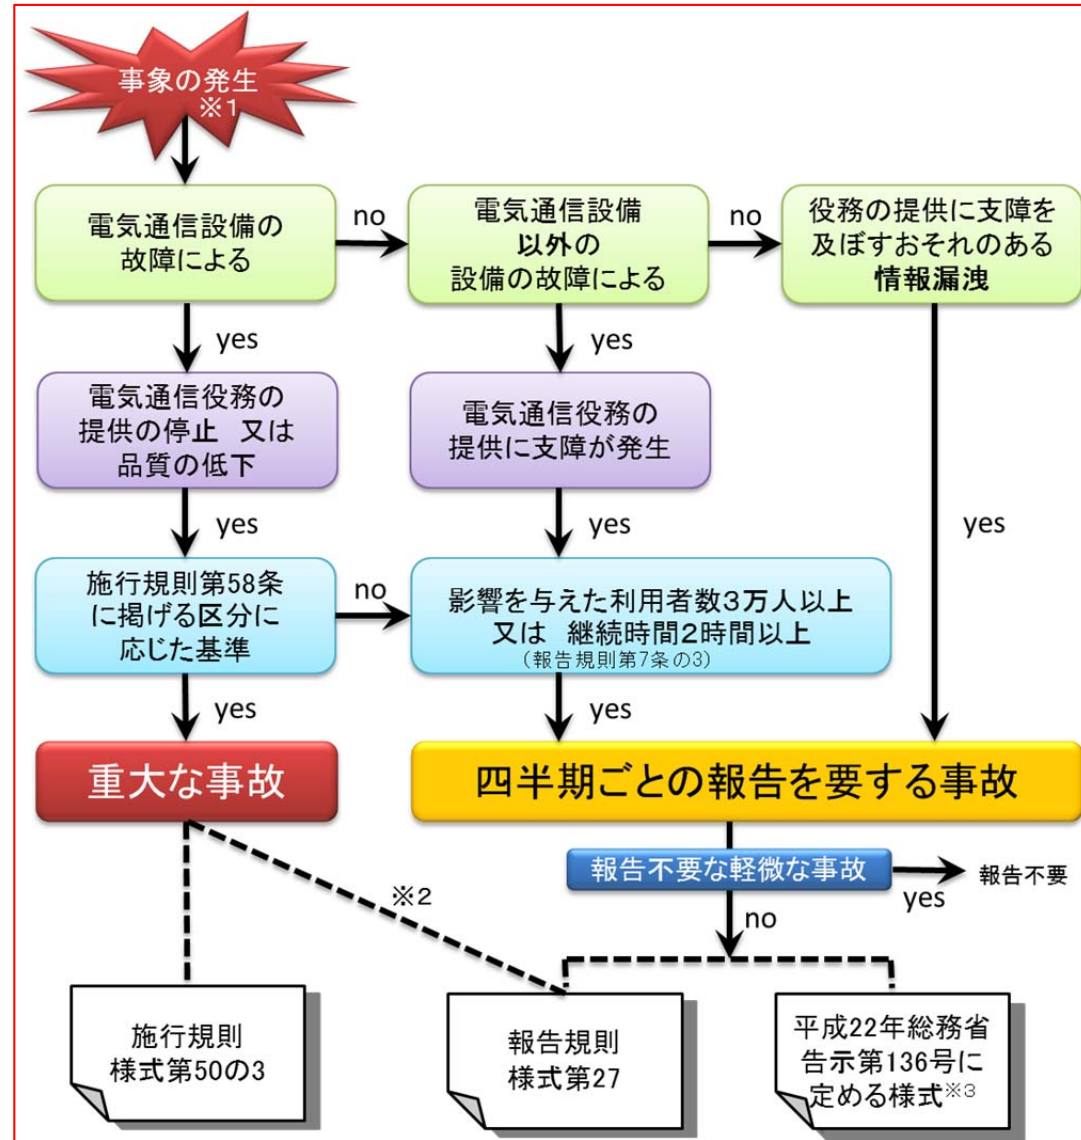 事象の発生
※1
電気通信設備の
故障による
no
電気通信設備
以外の
設備の故障による
no
役務の提供に支障を
及ぼすおそれのある
情報漏洩
yes
yes
電気通信役務の
提供の停止 又は
品質の低下
電気通信役務の
提供に支障が発生
yes
yes
yes
施行規則第58条
に掲げる区分に
応じた基準
no
影響を与えた利用者数3万人以上
又は 継続時間2時間以上
（報告規則第7条の3）
yes
yes
重大な事故
四半期ごとの報告を要する事故
報告不要な軽微な事故
yes
報告不要
※2
no
施行規則
様式第50の3
報告規則
様式第27
平成22年総務省
告示第136号に
定める様式※3